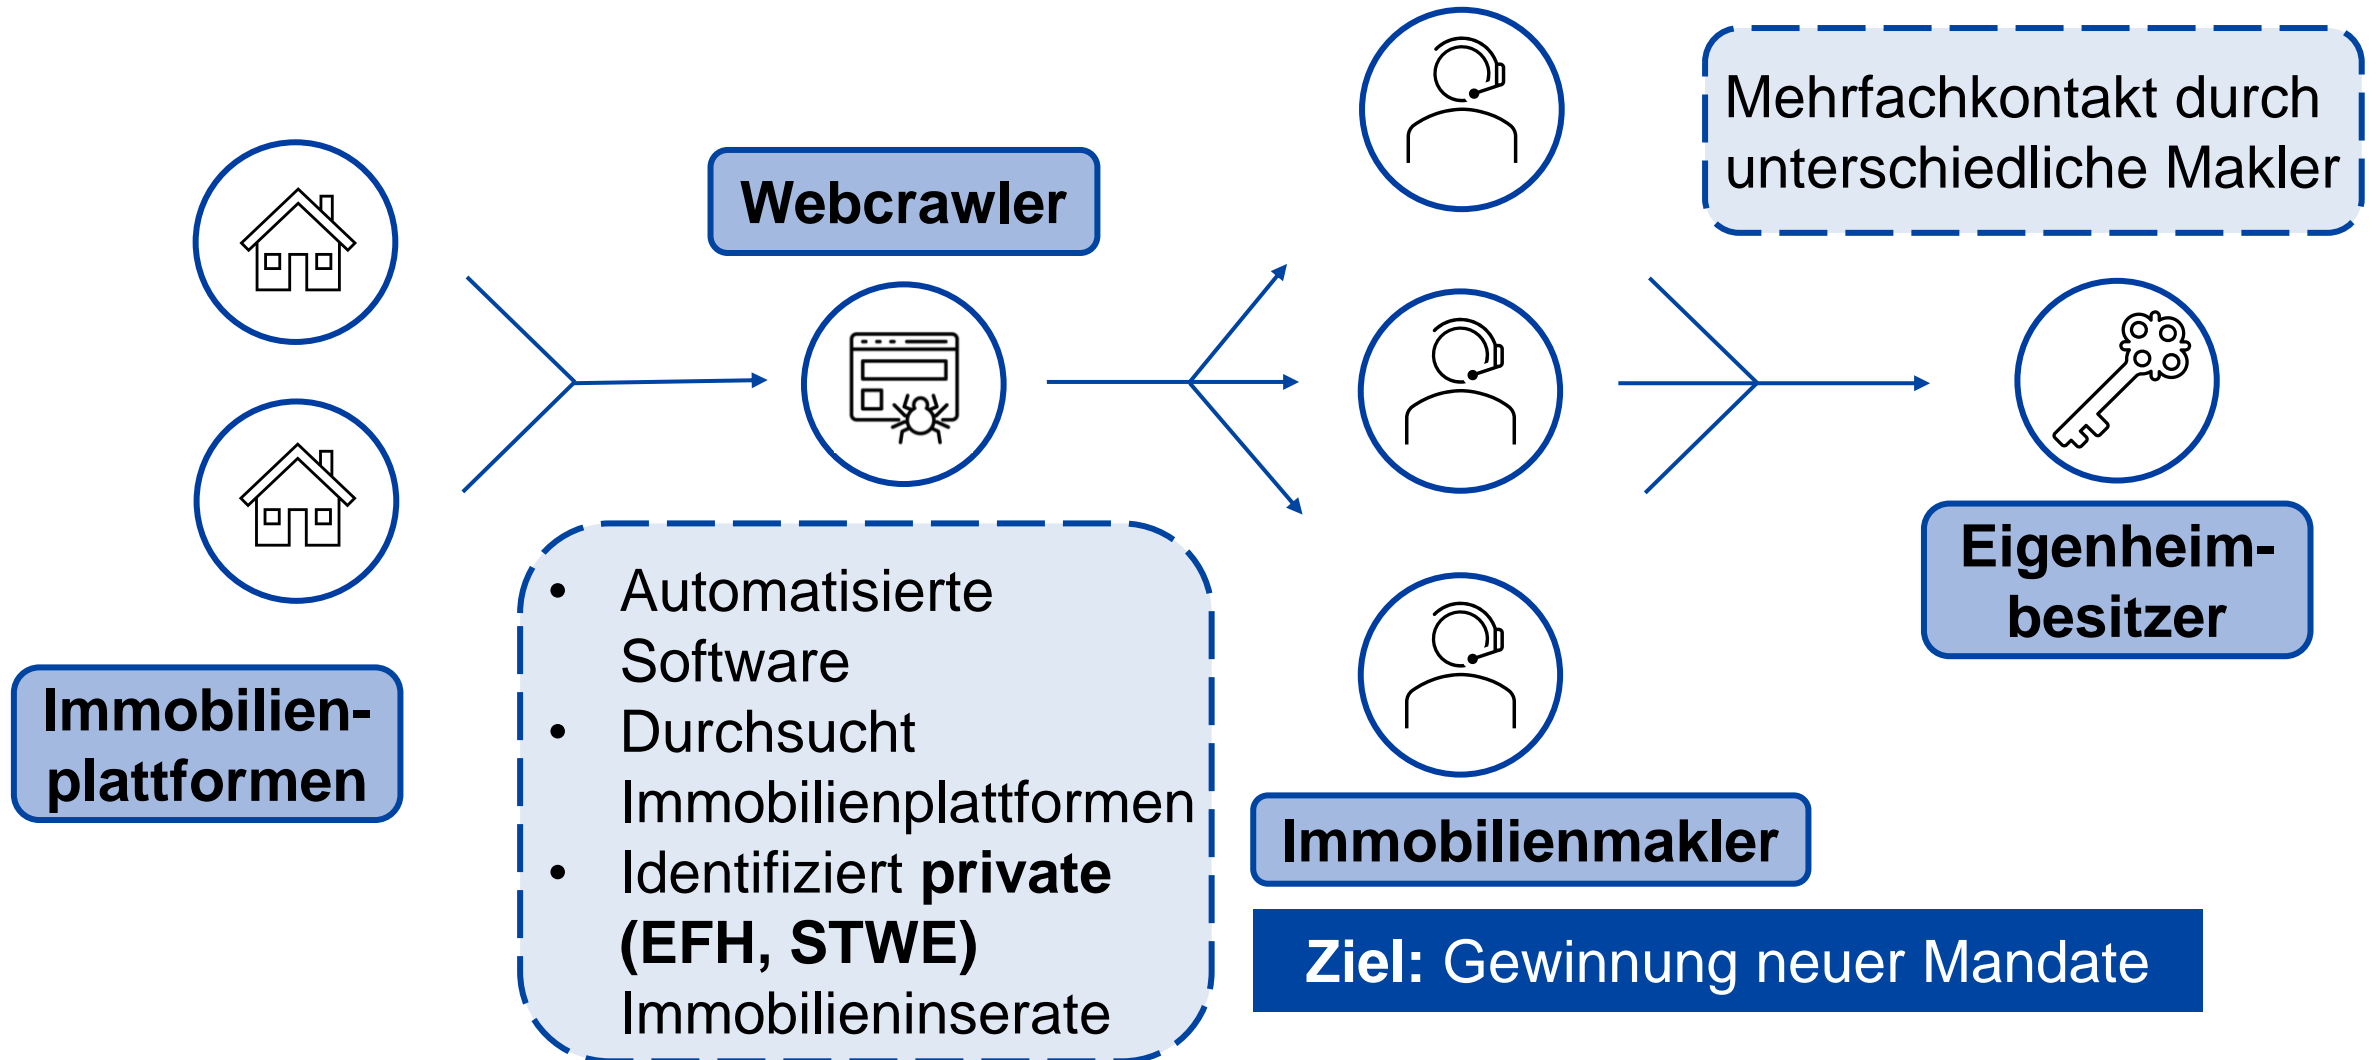 Immobilien-
plattformen
Webcrawler
• Automatisierte
Software
• Durchsucht
Immobilienplattformen
• Identifiziert private
(EFH, STWE)
Immobilieninserate
Immobilienmakler
Ziel: Gewinnung neuer Mandate
Mehrfachkontakt durch
unterschiedliche Makler
Eigenheim-
besitzer